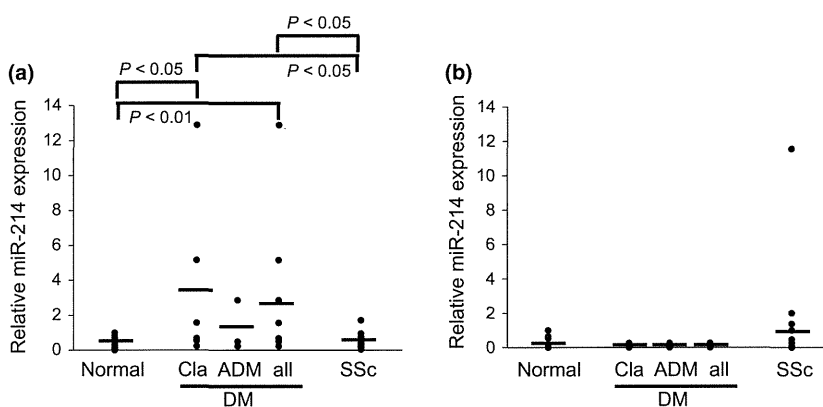 (a)
P < 0.05
P < 0.05
P < 0.05
P < 0.01
Relative miR-214 expression
14
12
10
8
6
4
2
0
Normal
Cla ADM all
SSc
DM
(b)
Relative miR-214 expression
14
12
10
8
6
4
2
0
Normal
Cla ADM all
SSc
DM